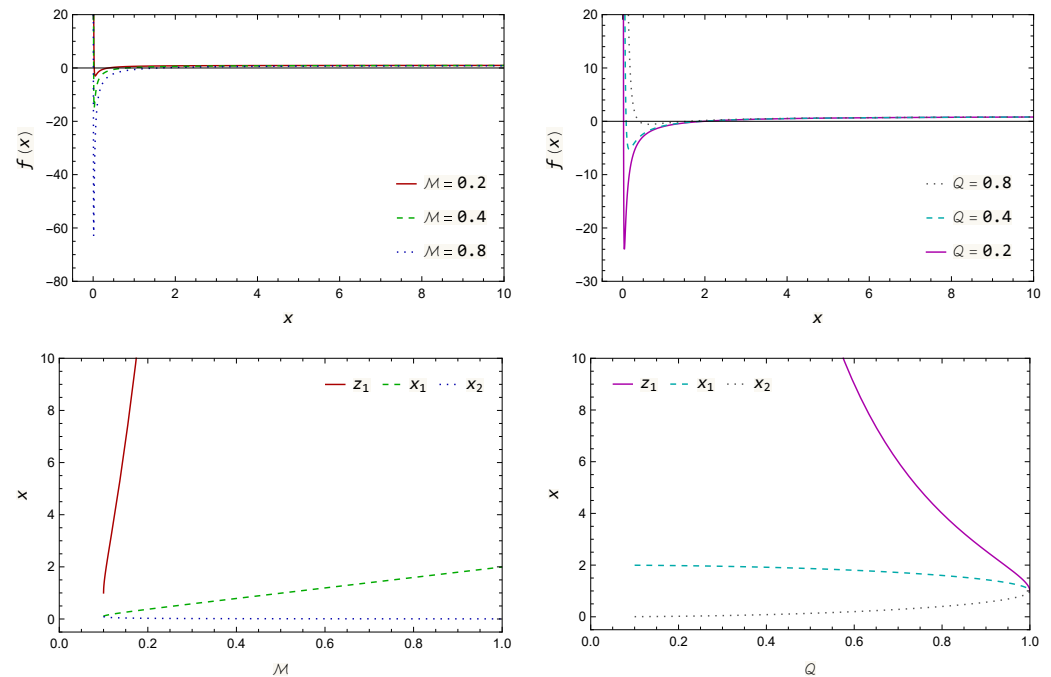 20
0
-20
-40
-60
-80
0 2 4 6 8 10
f (x)
x
M = 0.2
M = 0.4
M = 0.8
20
10
0
-10
-20
-30
0 2 4 6 8 10
f (x)
x
Q = 0.8
Q = 0.4
Q = 0.2
10
8
6
4
2
0
0.0 0.2 0.4 0.6 0.8 1.0
x
M
z₁ x₁ x₂
10
8
6
4
2
0
0.0 0.2 0.4 0.6 0.8 1.0
x
Q
z₁ x₁ x₂